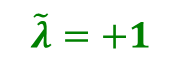 λ̃ = +1